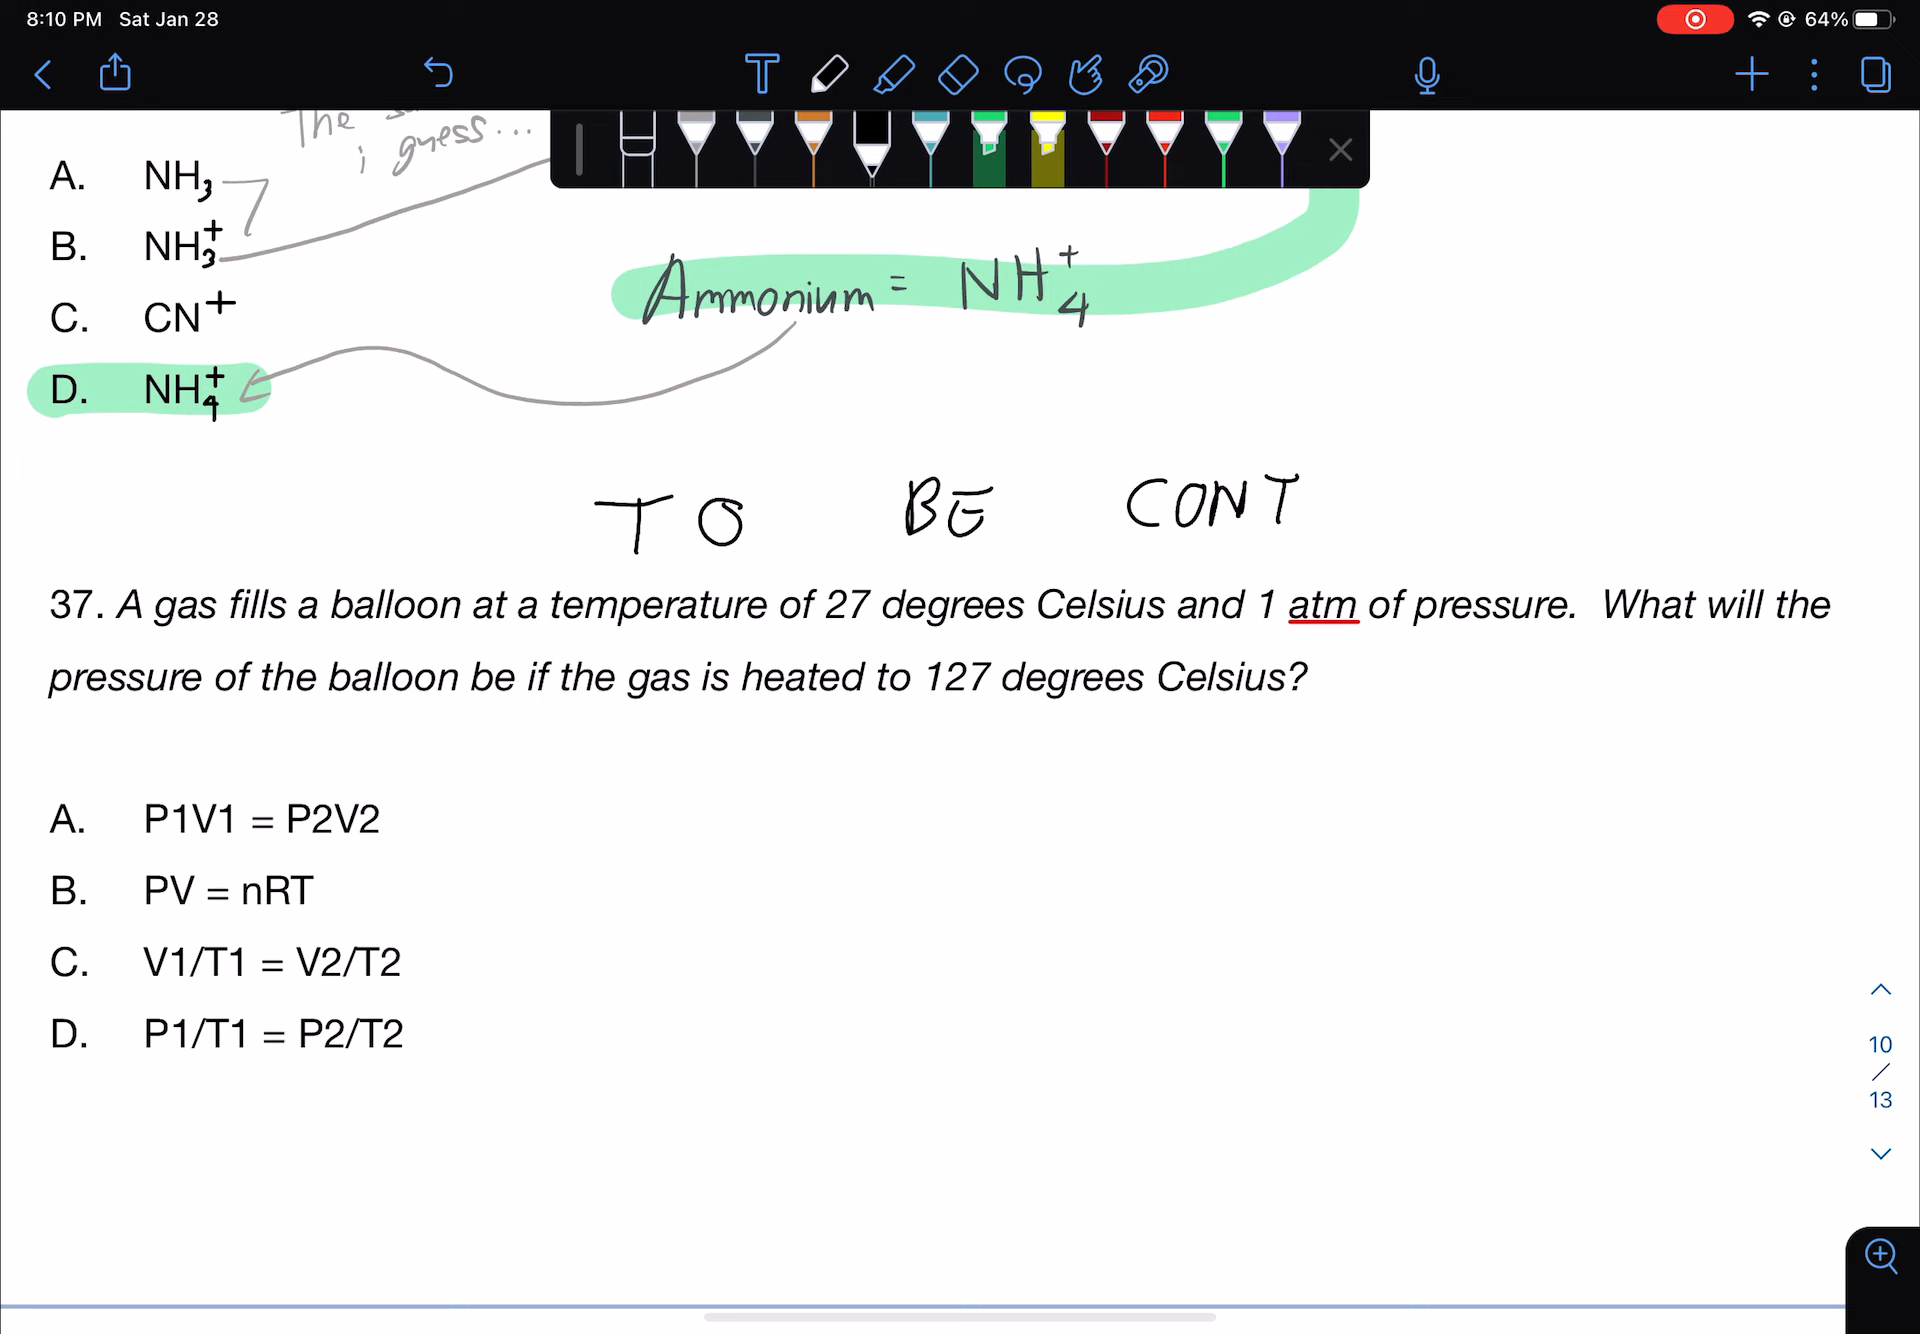 8:10 PM Sat Jan 28
64%
The
i guess...
A. NH3
B. NH3+
C. CN+
D. NH4+
Ammonium = NH4+
TO BE CONT
37. A gas fills a balloon at a temperature of 27 degrees Celsius and 1 atm of pressure. What will the
pressure of the balloon be if the gas is heated to 127 degrees Celsius?
A. P1V1 = P2V2
B. PV = nRT
C. V1/T1 = V2/T2
D. P1/T1 = P2/T2
10
/
13